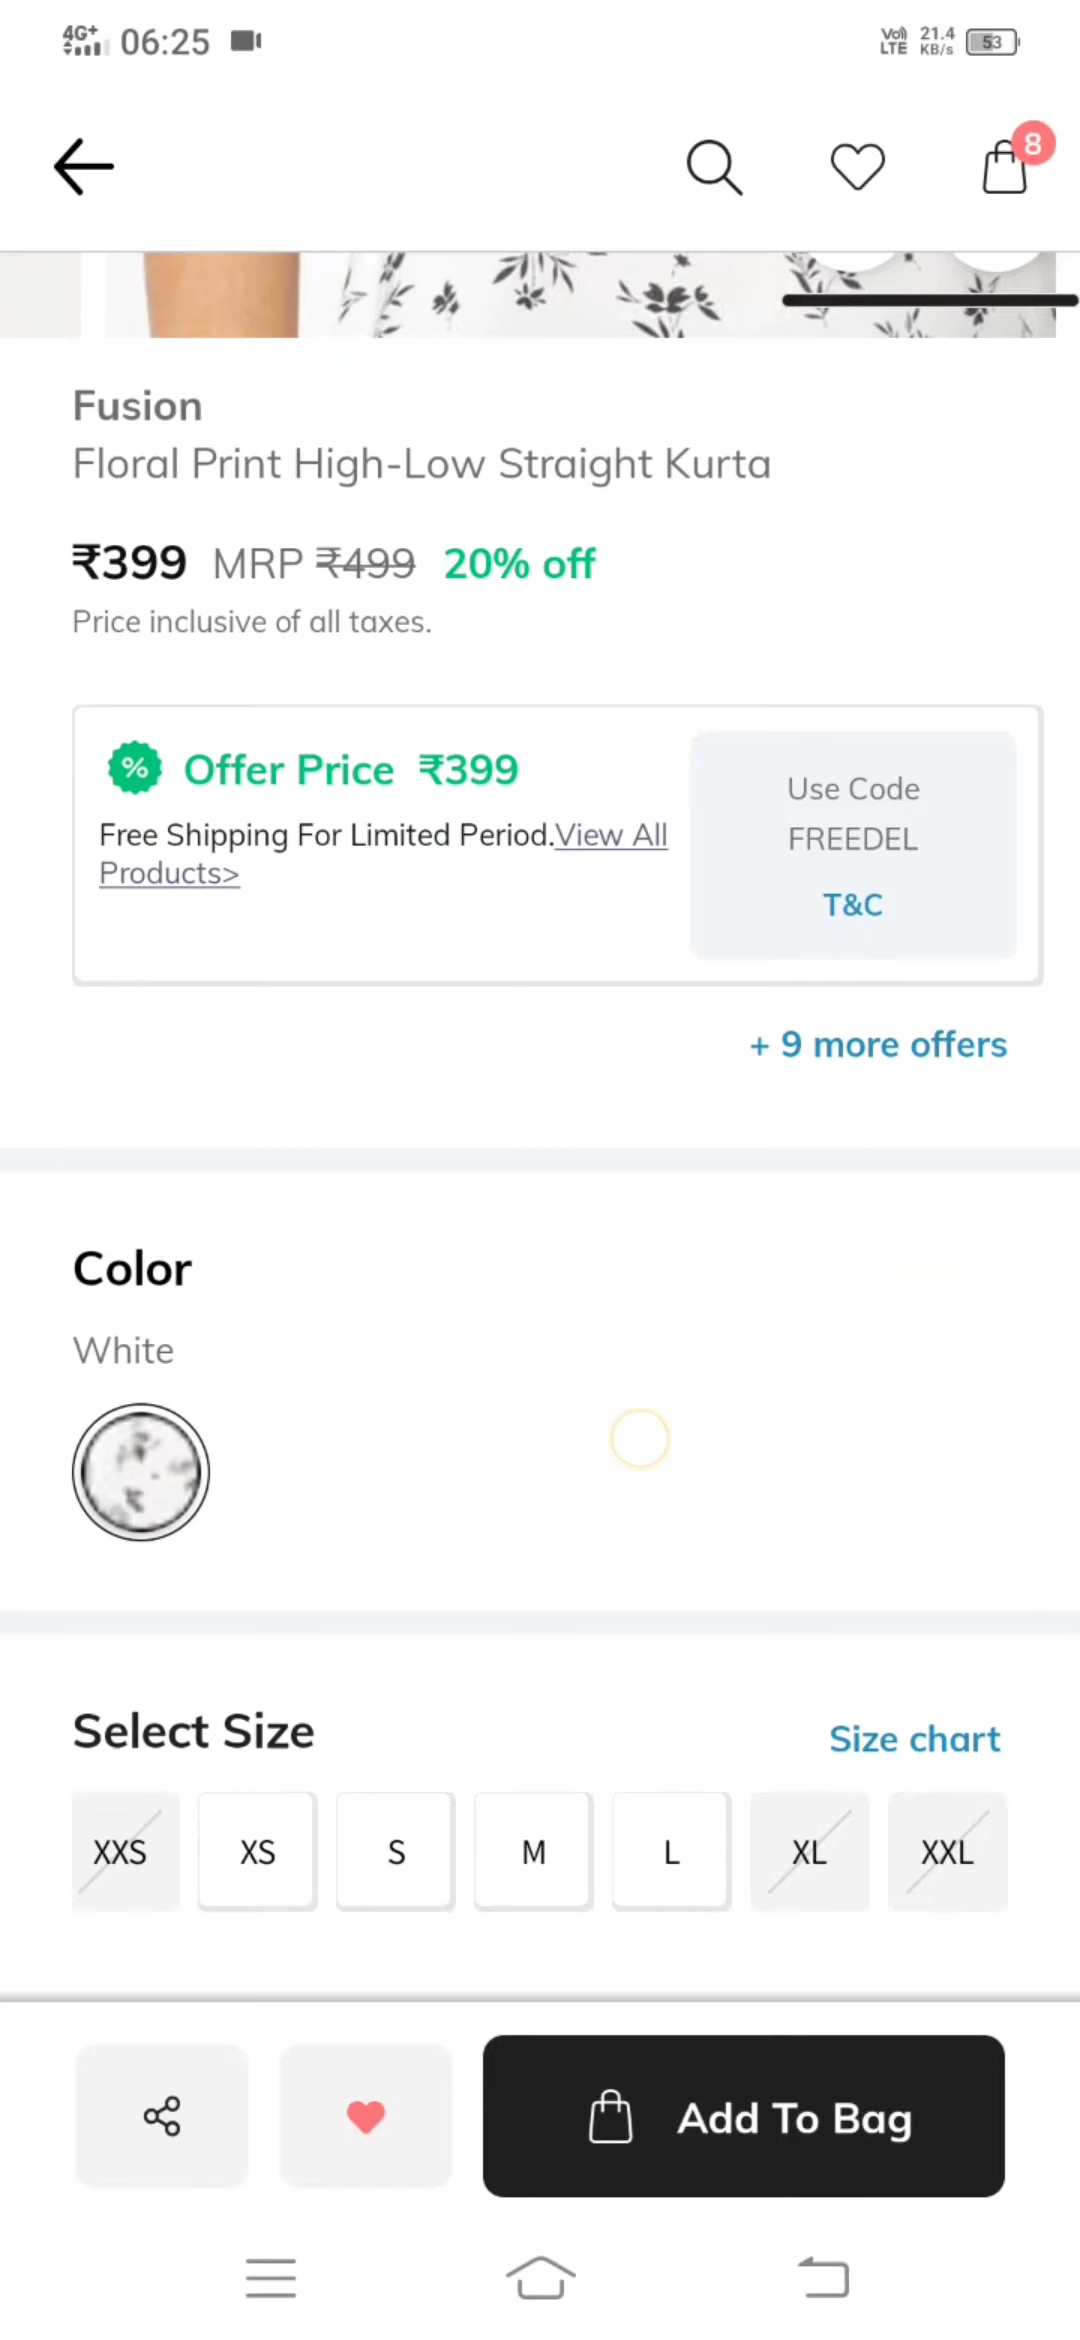 4G+ 06:25 Vo) LTE 21.4 KB/s 53
8
Fusion
Floral Print High-Low Straight Kurta
₹399 MRP ₹499 20% off
Price inclusive of all taxes.
% Offer Price ₹399
Free Shipping For Limited Period.View All
Products>
Use Code
FREEDEL
T&C
+ 9 more offers
Color
White
Select Size
Size chart
XXS XS S M L XL XXL
Add To Bag